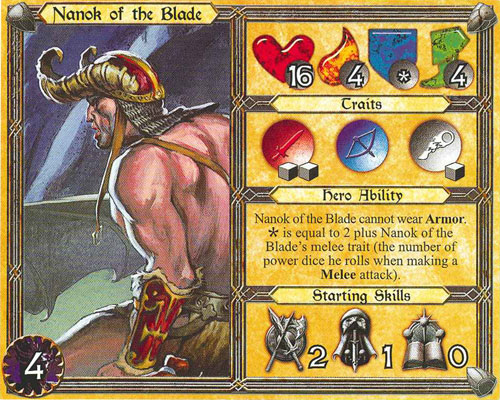 Nanok of the Blade
16 4 * 4
Traits
Hero Ability
Nanok of the Blade cannot wear Armor.
* is equal to 2 plus Nanok of the
Blade's melee trait (the number of
power dice he rolls when making a
Melee attack).
Starting Skills
2 1 0
4